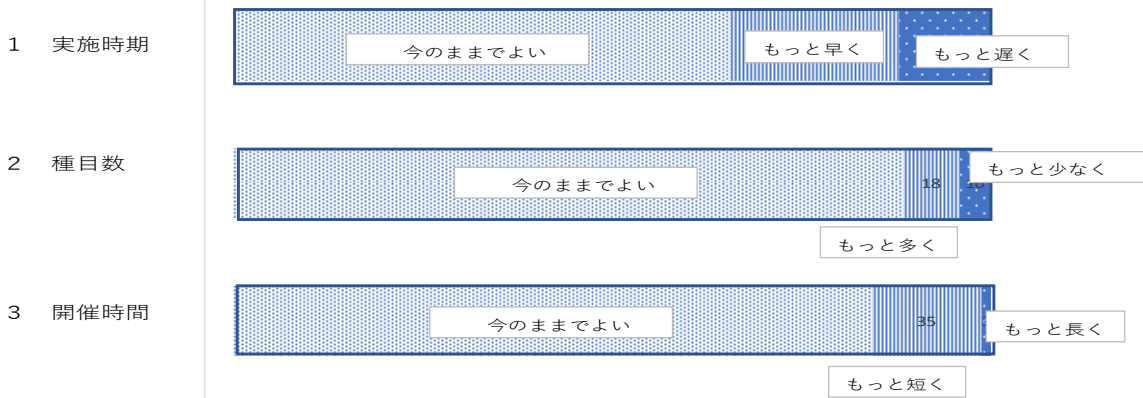 1 実施時期
今のままでよい
もっと早く
もっと遅く
2 種目数
今のままでよい
18
もっと少なく
もっと多く
3 開催時間
今のままでよい
35
もっと長く
もっと短く